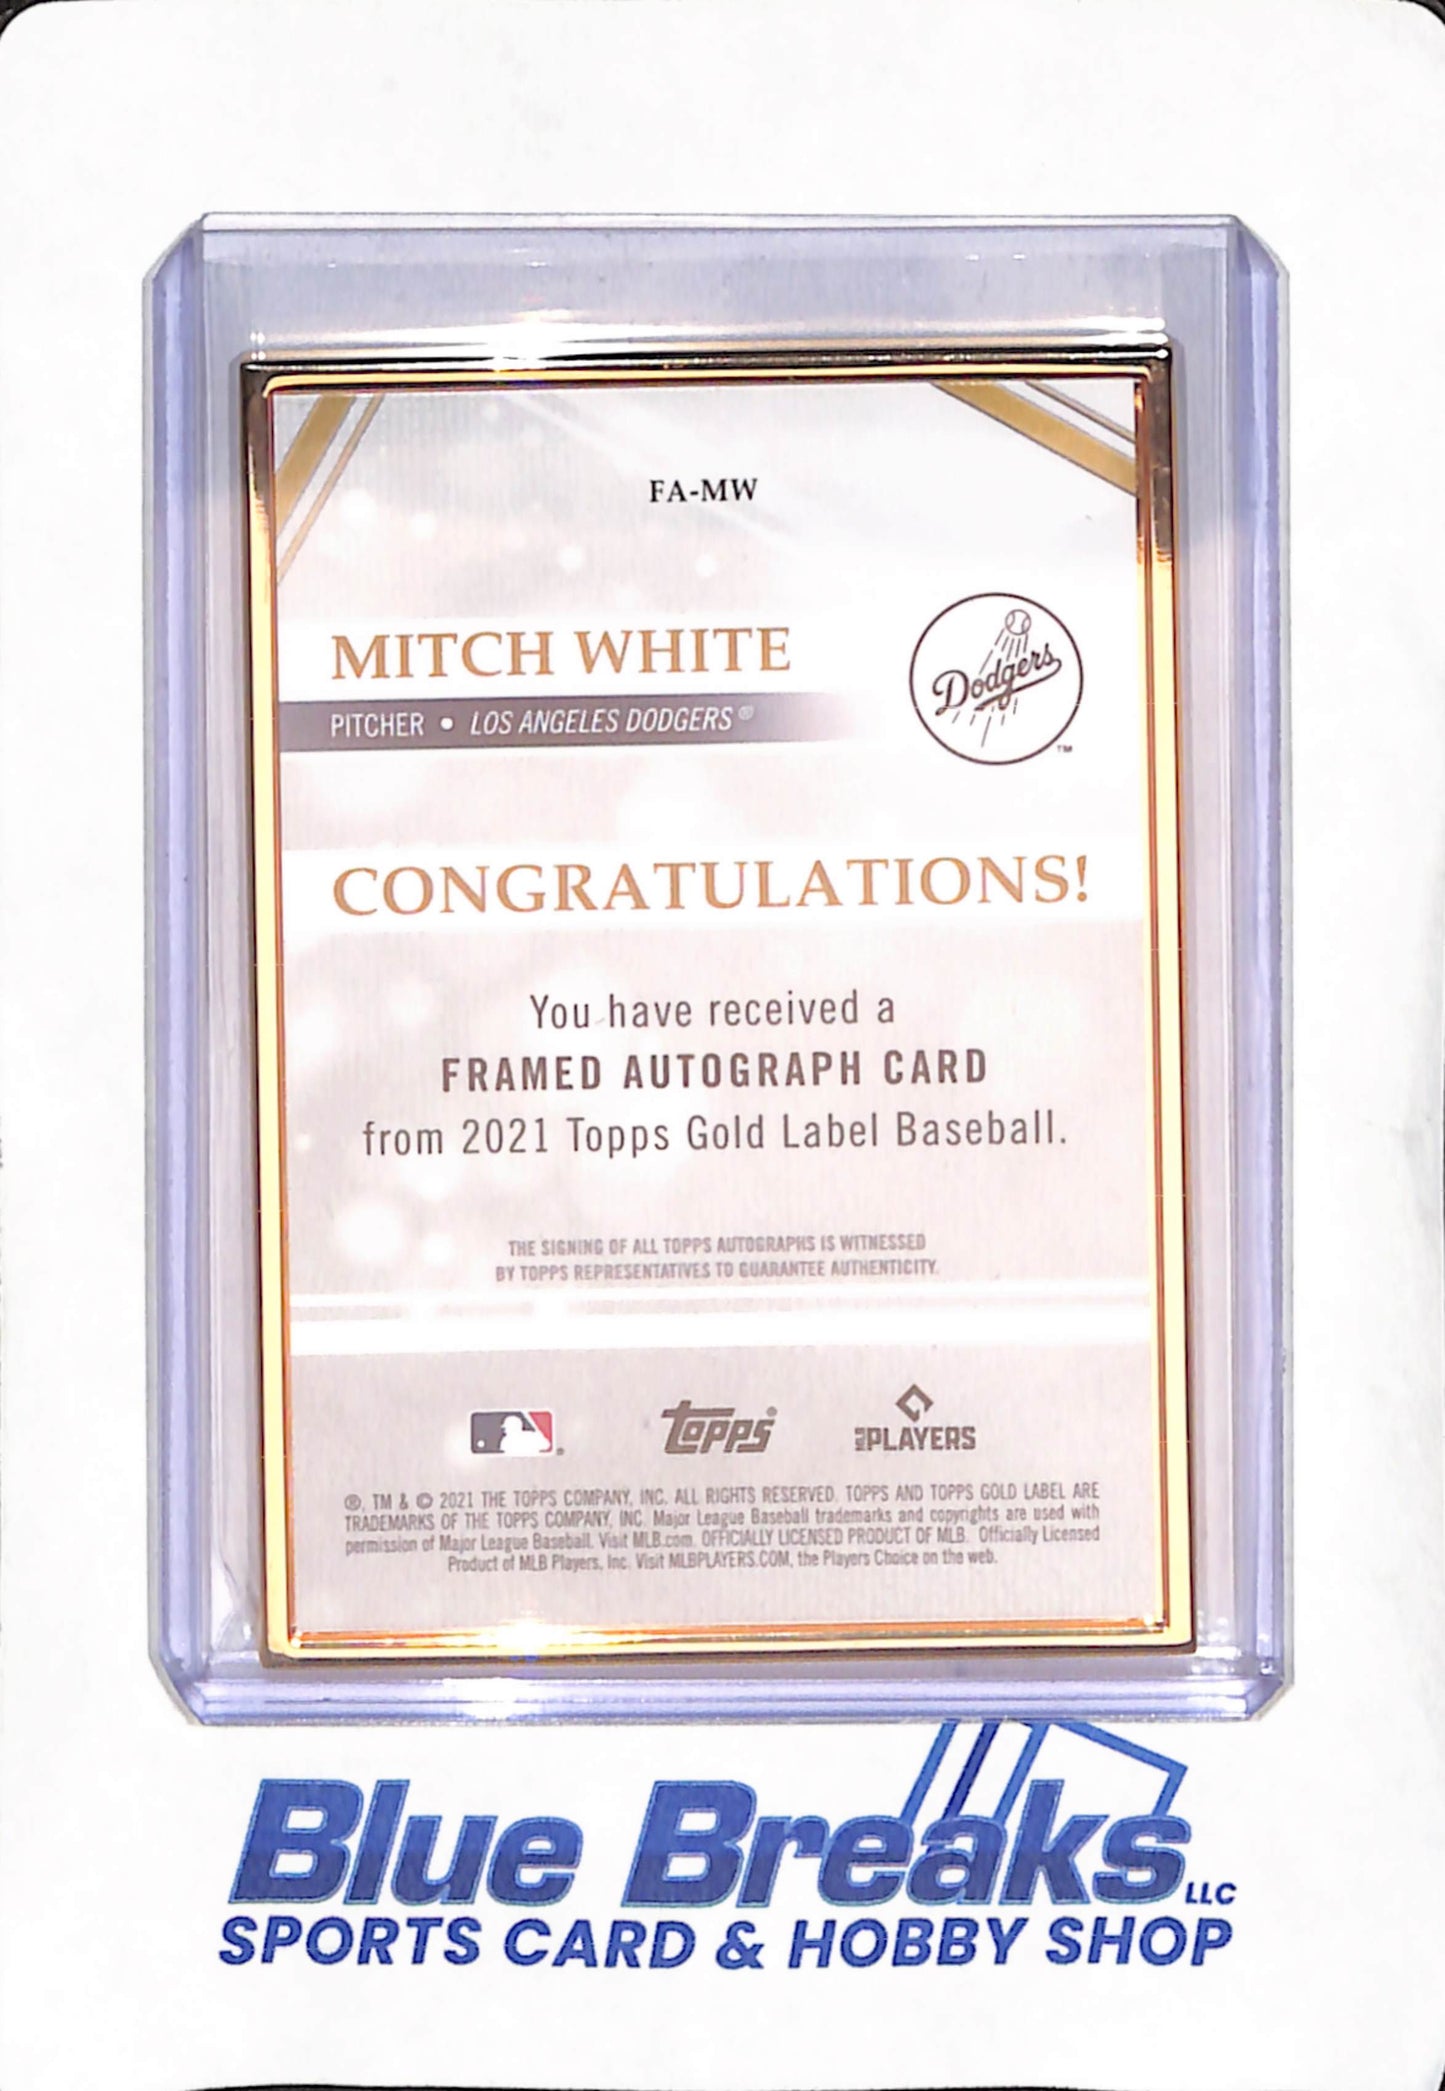 FA-MW
MITCH WHITE
PITCHER • LOS ANGELES DODGERS®
Dodgers
TM
CONGRATULATIONS!
You have received a
FRAMED AUTOGRAPH CARD
from 2021 Topps Gold Label Baseball.
THE SIGNING OF ALL TOPPS AUTOGRAPHS IS WITNESSED
BY TOPPS REPRESENTATIVES TO GUARANTEE AUTHENTICITY.
topps
MLB PLAYERS
®, TM & © 2021 THE TOPPS COMPANY, INC. ALL RIGHTS RESERVED. TOPPS AND TOPPS GOLD LABEL ARE
TRADEMARKS OF THE TOPPS COMPANY, INC. Major League Baseball trademarks and copyrights are used with
permission of Major League Baseball. Visit MLB.com. OFFICIALLY LICENSED PRODUCT OF MLB. Officially Licensed
Product of MLB Players, Inc. Visit MLBPLAYERS.COM, the Players Choice on the web.
Blue Breaks LLC
SPORTS CARD & HOBBY SHOP